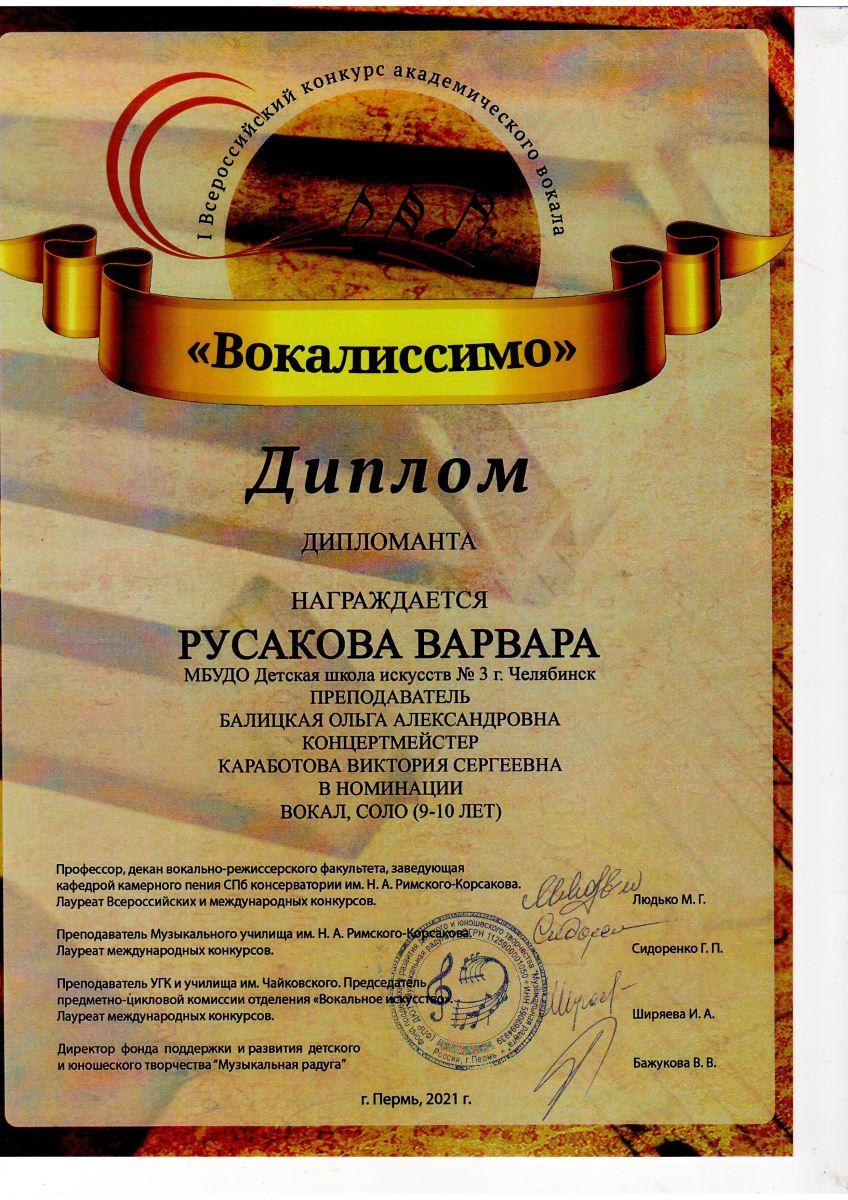 I Всероссийский конкурс академического вокала
«Вокалиссимо»
Диплом
ДИПЛОМАНТА
НАГРАЖДАЕТСЯ
РУСАКОВА ВАРВАРА
МБУДО Детская школа искусств № 3 г. Челябинск
ПРЕПОДАВАТЕЛЬ
БАЛИЦКАЯ ОЛЬГА АЛЕКСАНДРОВНА
КОНЦЕРТМЕЙСТЕР
КАРАБОТОВА ВИКТОРИЯ СЕРГЕЕВНА
В НОМИНАЦИИ
ВОКАЛ, СОЛО (9-10 ЛЕТ)
Профессор, декан вокально-режиссерского факультета, заведующая
кафедрой камерного пения СПб консерватории им. Н. А. Римского-Корсакова.
Лауреат Всероссийских и международных конкурсов.
Людько М. Г.
Преподаватель Музыкального училища им. Н. А. Римского-Корсакова.
Лауреат международных конкурсов.
Сидоренко Г. П.
Преподаватель УГК и училища им. Чайковского. Председатель
предметно-цикловой комиссии отделения «Вокальное искусство».
Лауреат международных конкурсов.
Ширяева И. А.
Директор фонда поддержки и развития детского
и юношеского творчества "Музыкальная радуга"
Бажукова В. В.
Россия, г.Пермь
г. Пермь, 2021 г.